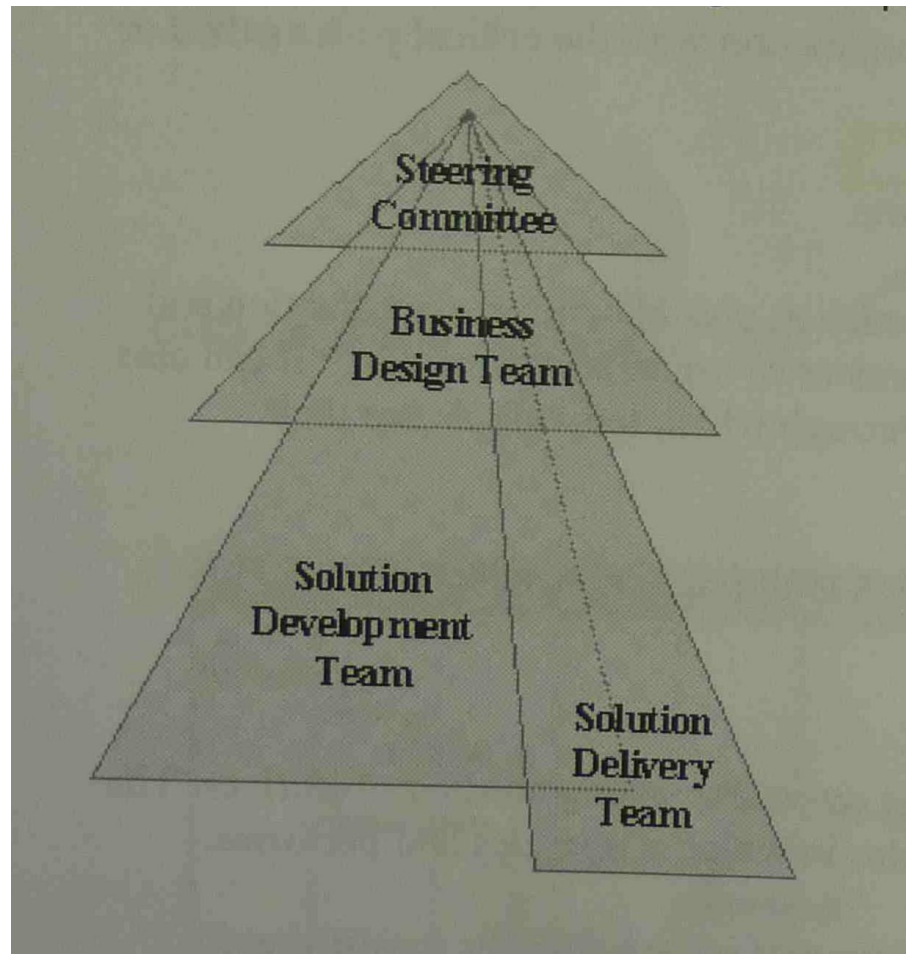 Steering
Committee
Business
Design Team
Solution
Development
Team
Solution
Delivery
Team